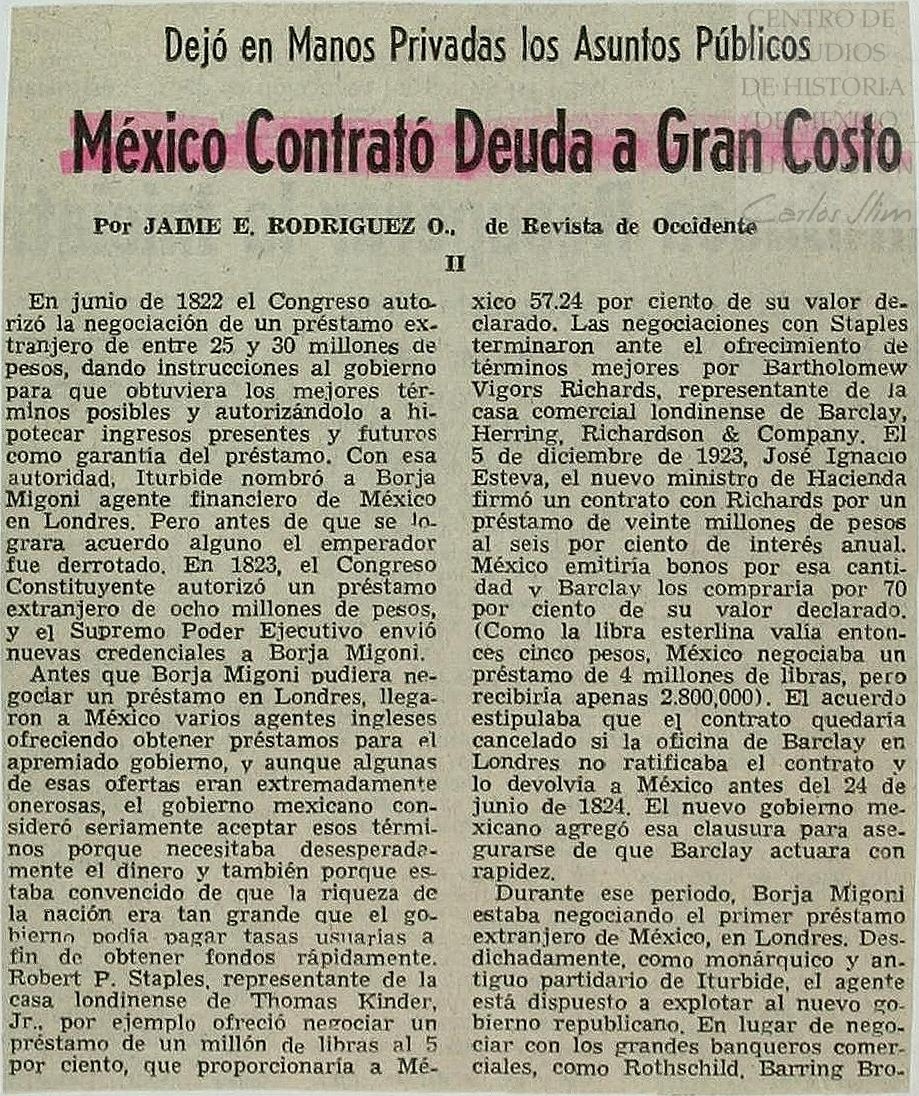 CENTRO DE
ESTUDIOS
DE HISTORIA
DE MEXICO
Carlos Slim
Dejó en Manos Privadas los Asuntos Públicos
México Contrató Deuda a Gran Costo
Por JAIME E. RODRIGUEZ O., de Revista de Occidente
II
En junio de 1822 el Congreso auto-
rizó la negociación de un préstamo ex-
tranjero de entre 25 y 30 millones de
pesos, dando instrucciones al gobierno
para que obtuviera los mejores tér-
minos posibles y autorizándolo a hi-
potecar ingresos presentes y futuros
como garantía del préstamo. Con esa
autoridad, Iturbide nombró a Borja
Migoni agente financiero de México
en Londres. Pero antes de que se lo-
grara acuerdo alguno el emperador
fue derrotado. En 1823, el Congreso
Constituyente autorizó un préstamo
extranjero de ocho millones de pesos,
y el Supremo Poder Ejecutivo envió
nuevas credenciales a Borja Migoni.
Antes que Borja Migoni pudiera ne-
gociar un préstamo en Londres, llega-
ron a México varios agentes ingleses
ofreciendo obtener préstamos para el
apremiado gobierno, y aunque algunas
de esas ofertas eran extremadamente
onerosas, el gobierno mexicano con-
sideró seriamente aceptar esos térmi-
nos porque necesitaba desesperada-
mente el dinero y también porque es-
taba convencido de que la riqueza de
la nación era tan grande que el go-
bierno podía pagar tasas usuarias a
fin de obtener fondos rápidamente.
Robert P. Staples, representante de la
casa londinense de Thomas Kinder,
Jr., por ejemplo ofreció negociar un
préstamo de un millón de libras al 5
por ciento, que proporcionaría a Mé-
xico 57.24 por ciento de su valor de-
clarado. Las negociaciones con Staples
terminaron ante el ofrecimiento de
términos mejores por Bartholomew
Vigors Richards, representante de la
casa comercial londinense de Barclay,
Herring, Richardson & Company. El
5 de diciembre de 1923, José Ignacio
Esteva, el nuevo ministro de Hacienda
firmó un contrato con Richards por un
préstamo de veinte millones de pesos
al seis por ciento de interés anual.
México emitiría bonos por esa canti-
dad y Barclay los compraría por 70
por ciento de su valor declarado.
(Como la libra esterlina valía enton-
ces cinco pesos, México negociaba un
préstamo de 4 millones de libras, pero
recibiría apenas 2.800,000). El acuerdo
estipulaba que el contrato quedaría
cancelado si la oficina de Barclay en
Londres no ratificaba el contrato y
lo devolvía a México antes del 24 de
junio de 1824. El nuevo gobierno me-
xicano agregó esa clausura para ase-
gurarse de que Barclay actuara con
rapidez.
Durante ese periodo, Borja Migoni
estaba negociando el primer préstamo
extranjero de México, en Londres. Des-
dichadamente, como monárquico y an-
tiguo partidario de Iturbide, el agente
está dispuesto a explotar al nuevo go-
bierno republicano. En lugar de nego-
ciar con los grandes banqueros comer-
ciales, como Rothschild, Barring Bro-